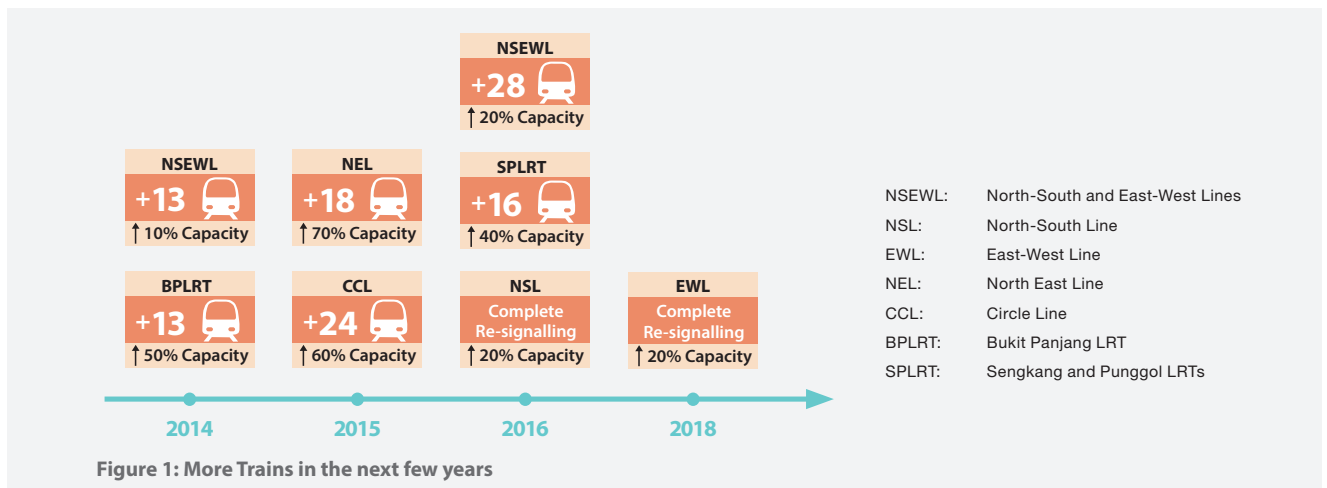 NSEWL
+28
↑ 20% Capacity
NSEWL
+13
↑ 10% Capacity
NEL
+18
↑ 70% Capacity
SPLRT
+16
↑ 40% Capacity
BPLRT
+13
↑ 50% Capacity
CCL
+24
↑ 60% Capacity
NSL
Complete
Re-signalling
↑ 20% Capacity
EWL
Complete
Re-signalling
↑ 20% Capacity
2014
2015
2016
2018
NSEWL: North-South and East-West Lines
NSL: North-South Line
EWL: East-West Line
NEL: North East Line
CCL: Circle Line
BPLRT: Bukit Panjang LRT
SPLRT: Sengkang and Punggol LRTs
Figure 1: More Trains in the next few years